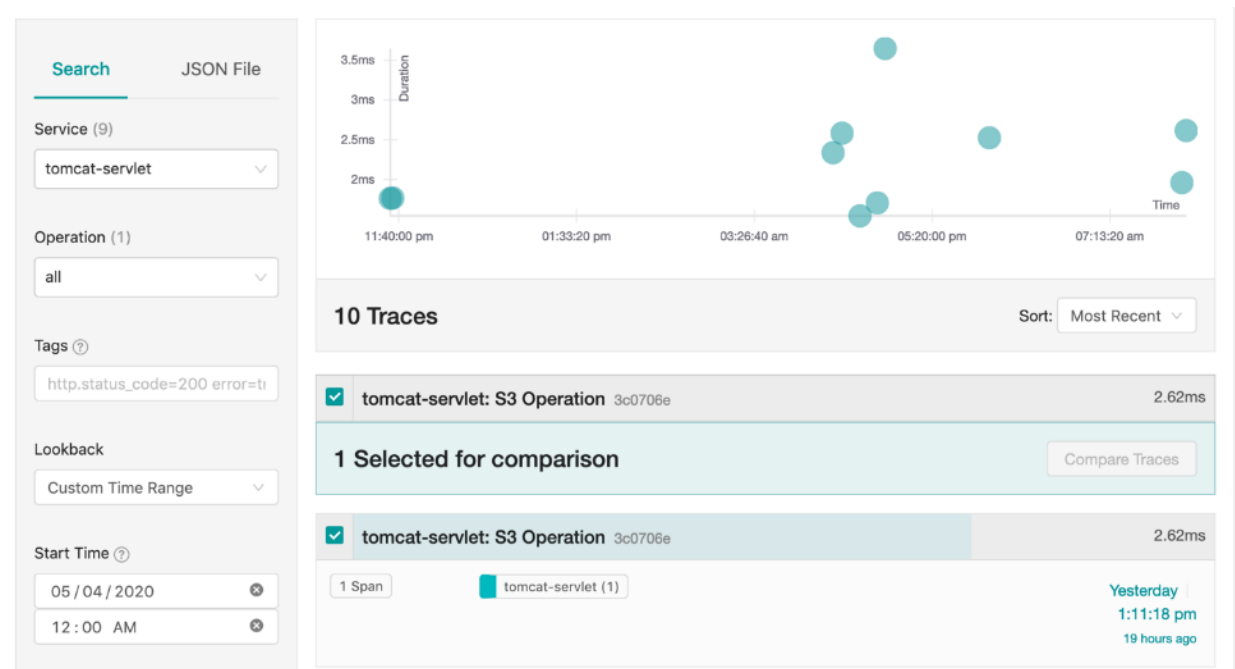 Search JSON File
Service (9)
tomcat-servlet
Operation (1)
all
Tags ?
http.status_code=200 error=tr
Lookback
Custom Time Range
Start Time ?
05/04/2020
12:00 AM
3.5ms
3ms
2.5ms
2ms
Duration
Time
11:40:00 pm 01:33:20 pm 03:26:40 am 05:20:00 pm 07:13:20 am
10 Traces
Sort: Most Recent
tomcat-servlet: S3 Operation 3c0706e 2.62ms
1 Selected for comparison Compare Traces
tomcat-servlet: S3 Operation 3c0706e 2.62ms
1 Span tomcat-servlet (1) Yesterday
1:11:18 pm
19 hours ago